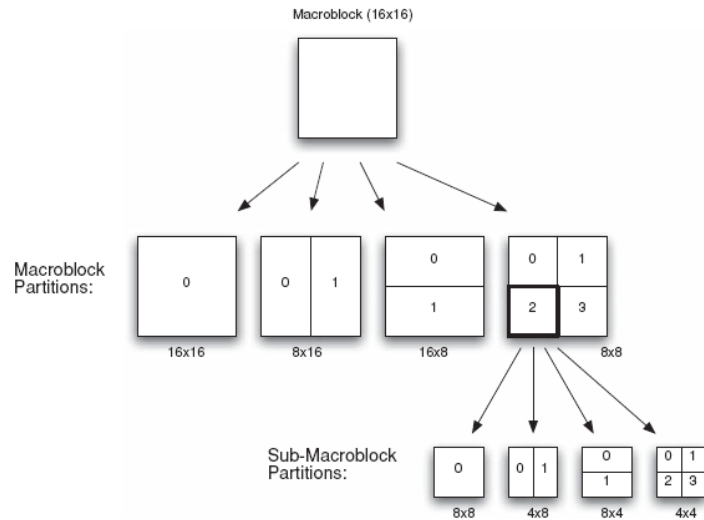 Macroblock (16x16)
Macroblock
Partitions:
0
0 1
0
1
0 1
2 3
16x16
8x16
16x8
8x8
Sub-Macroblock
Partitions:
0
0 1
0
1
0 1
2 3
8x8
4x8
8x4
4x4